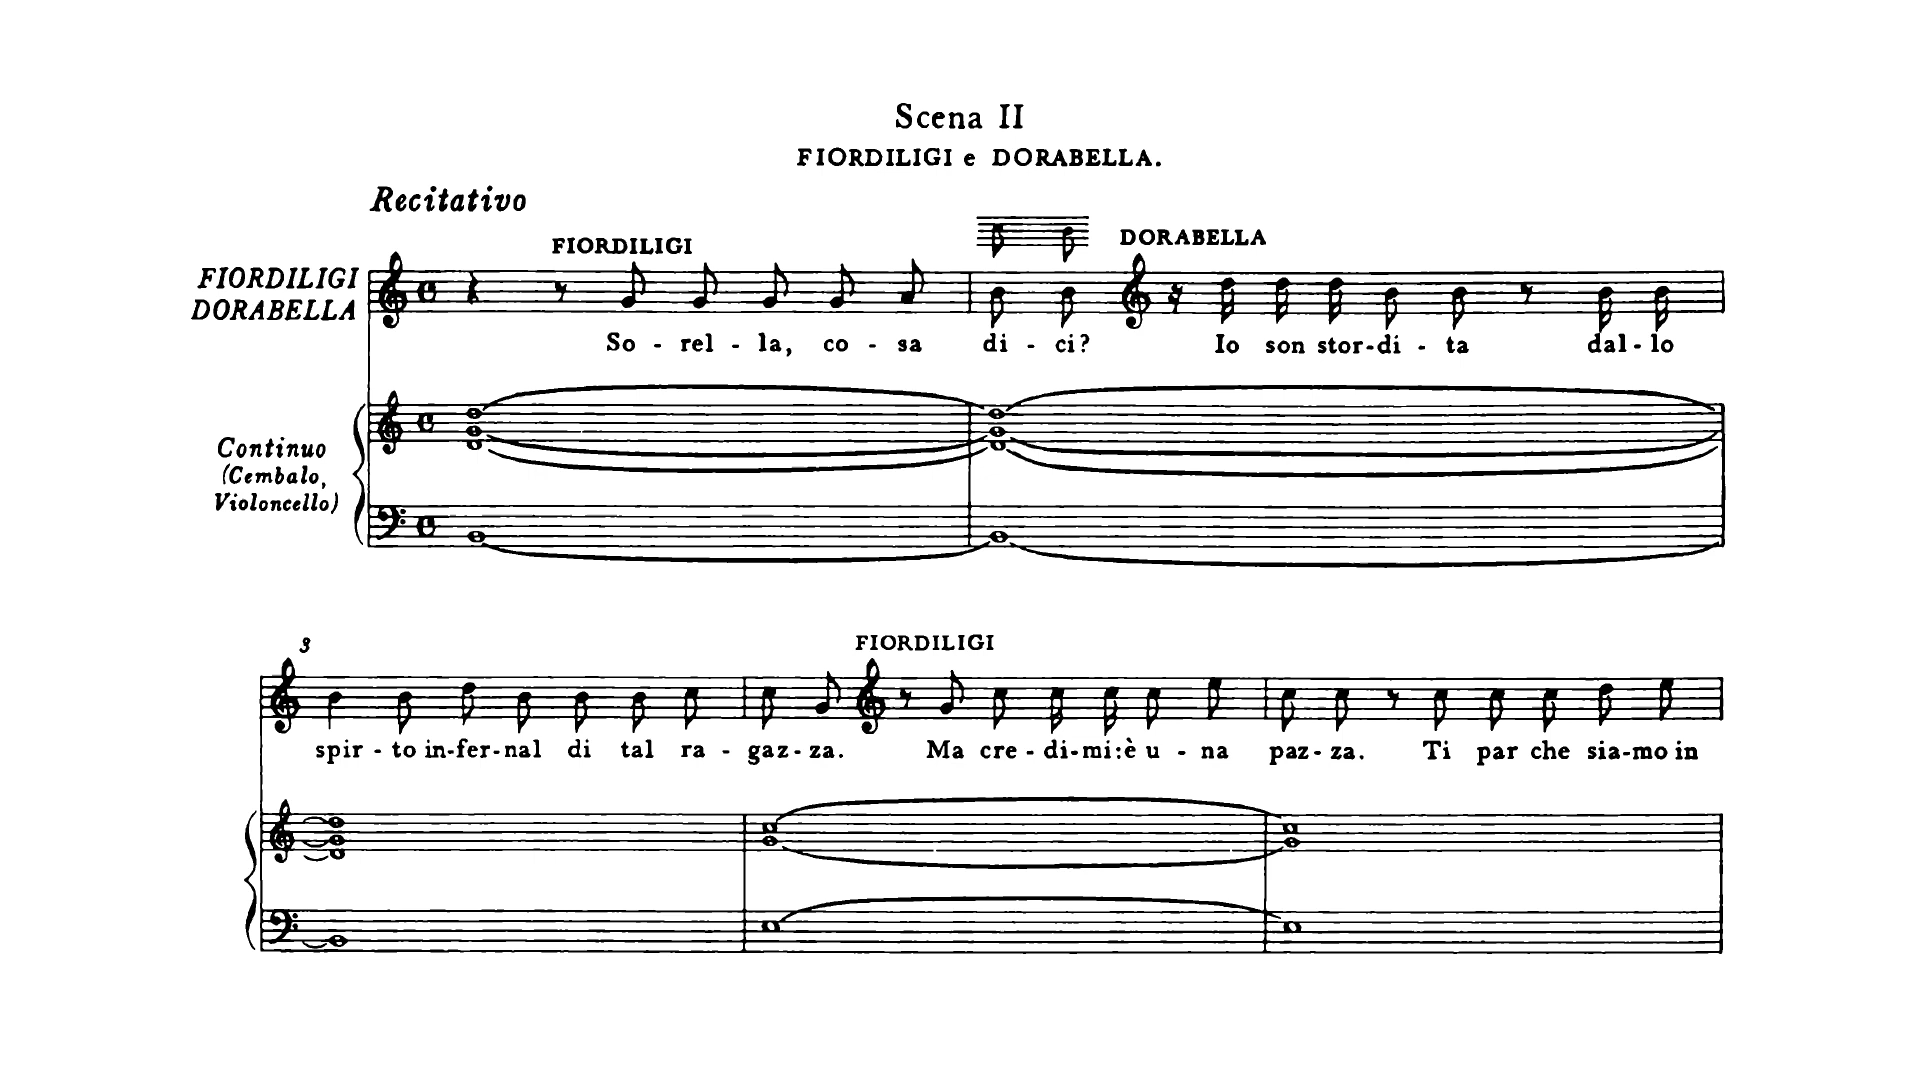 Scena II
FIORDILIGI e DORABELLA.
Recitativo
FIORDILIGI
DORABELLA
FIORDILIGI
DORABELLA
So - rel - la, co - sa di - ci? Io son stor-di - ta dal - lo
Continuo
(Cembalo,
Violoncello)
3
FIORDILIGI
spir - to in-fer-nal di tal ra - gaz-za. Ma cre-di-mi:è u - na paz-za. Ti par che sia-mo in